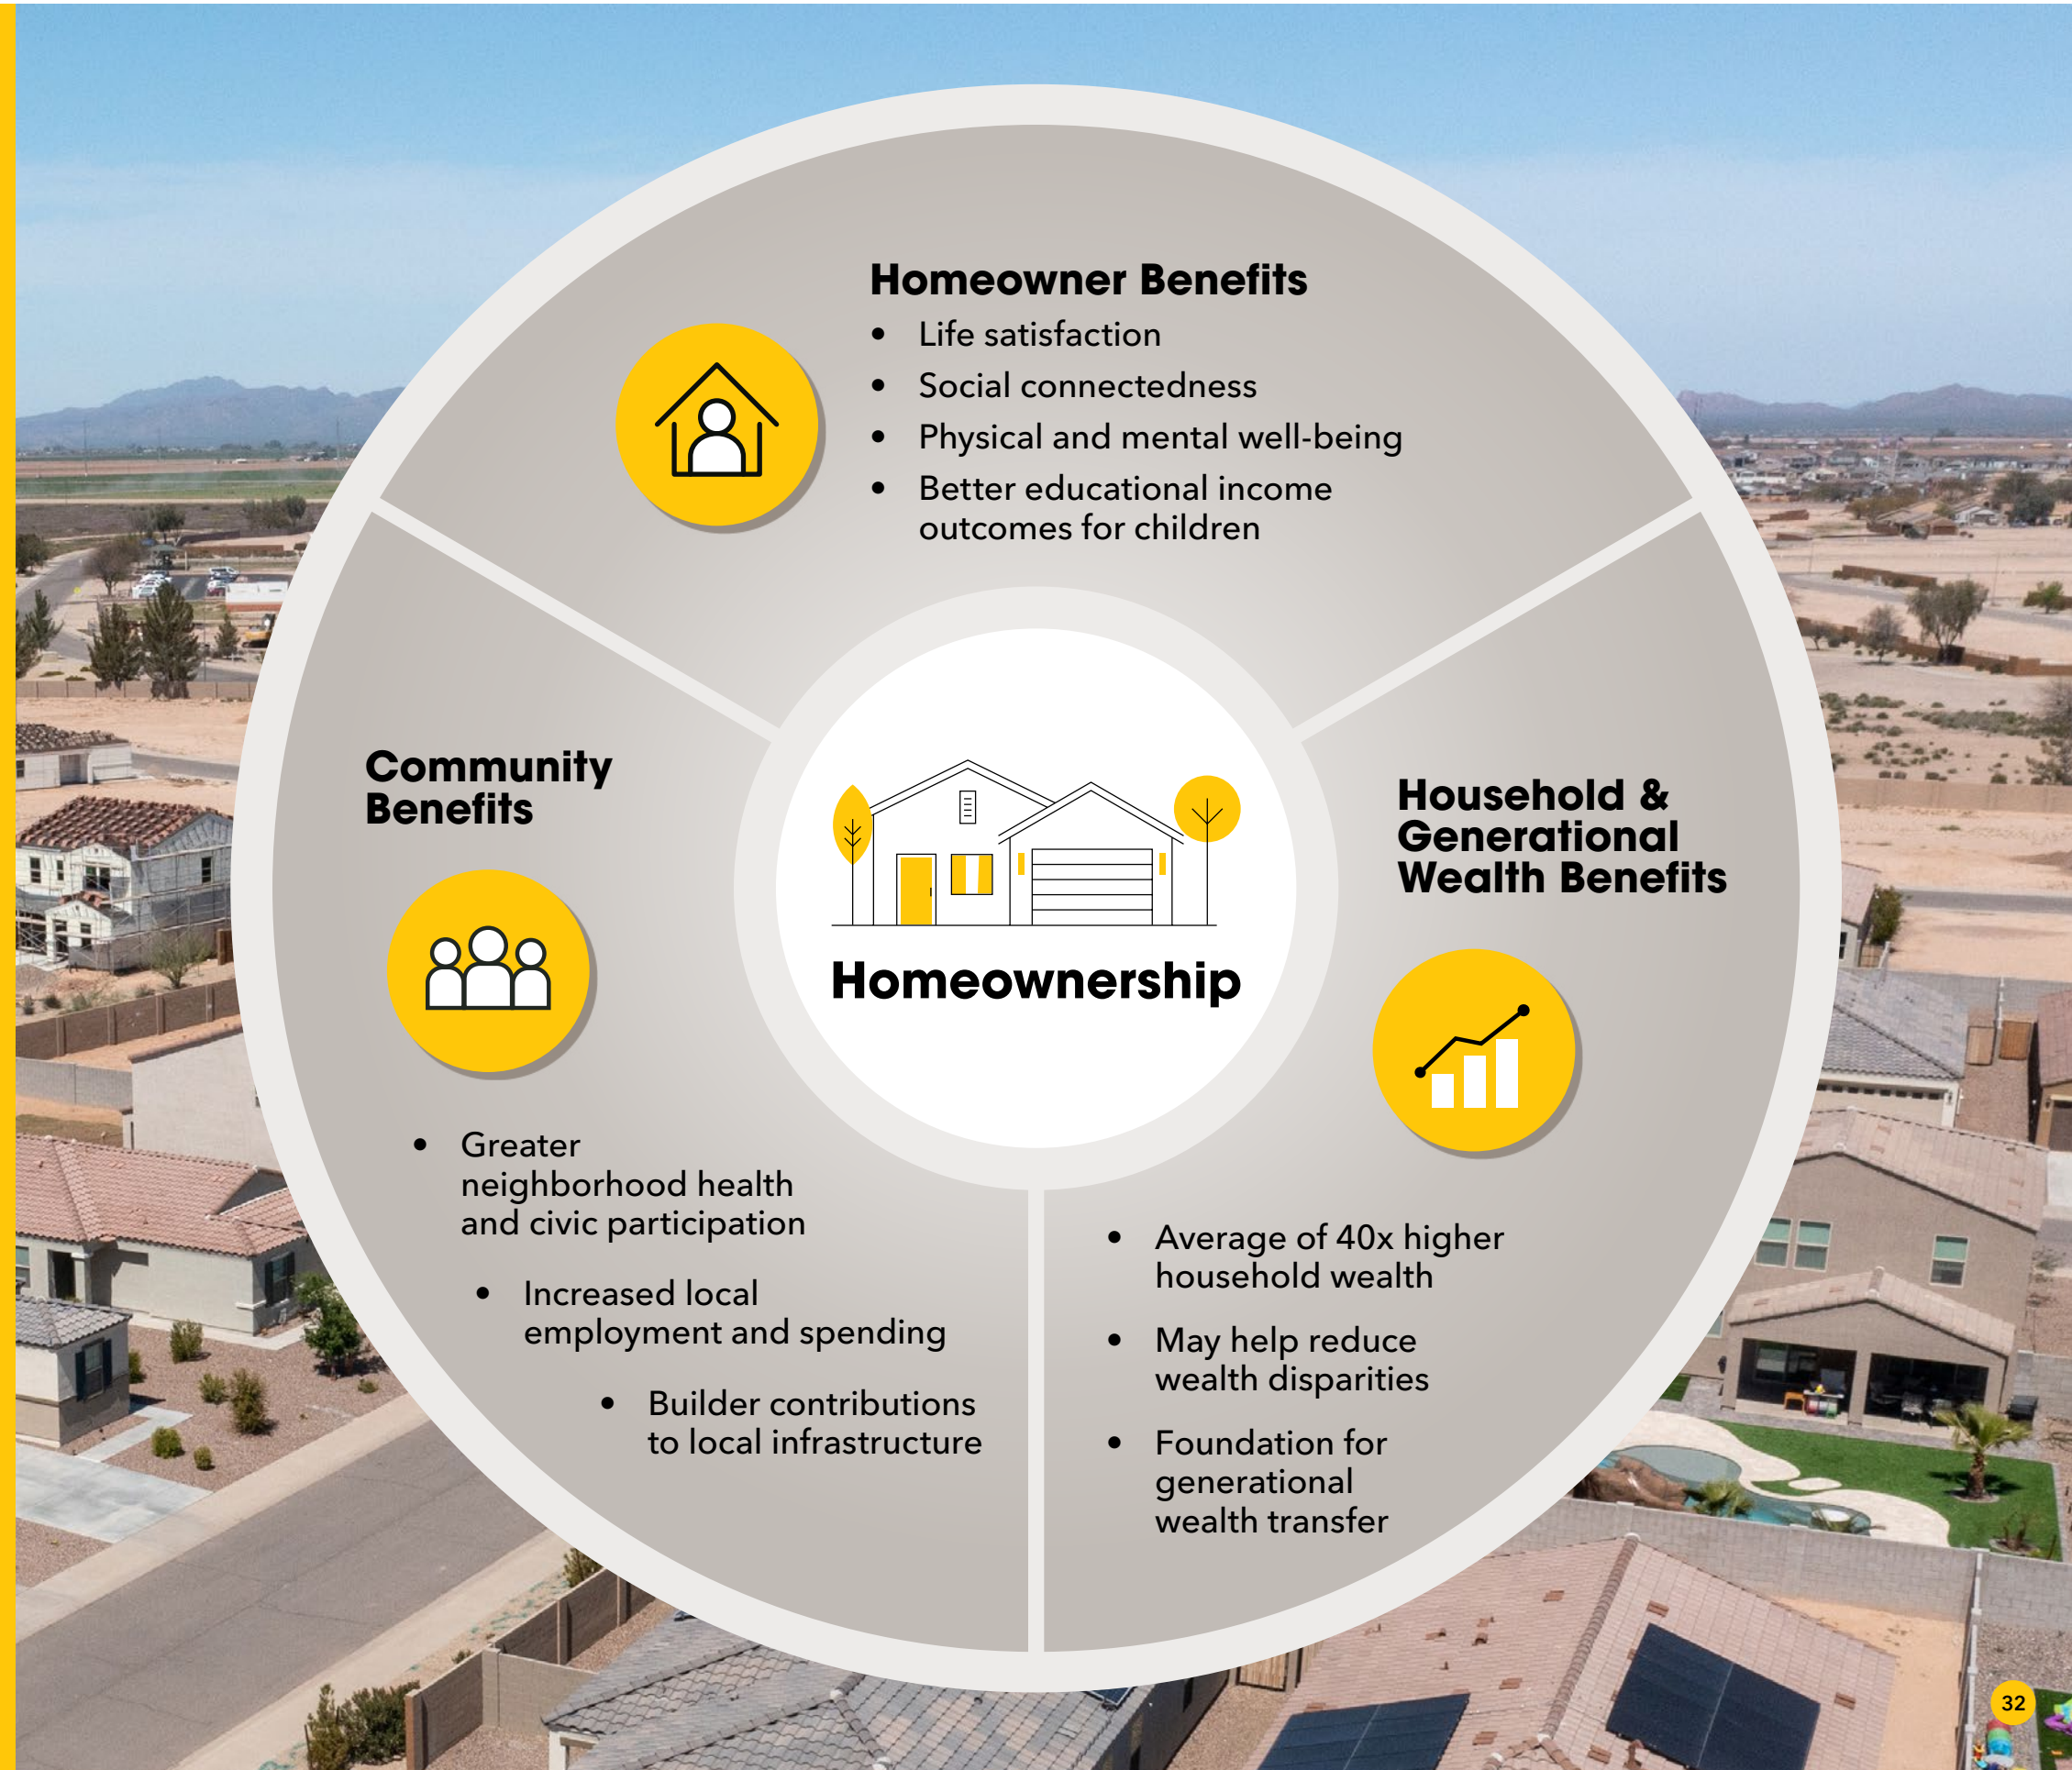 Homeowner Benefits
• Life satisfaction
• Social connectedness
• Physical and mental well-being
• Better educational income
outcomes for children
Community
Benefits
• Greater
neighborhood health
and civic participation
• Increased local
employment and spending
• Builder contributions
to local infrastructure
Homeownership
Household &
Generational
Wealth Benefits
• Average of 40x higher
household wealth
• May help reduce
wealth disparities
• Foundation for
generational
wealth transfer
32